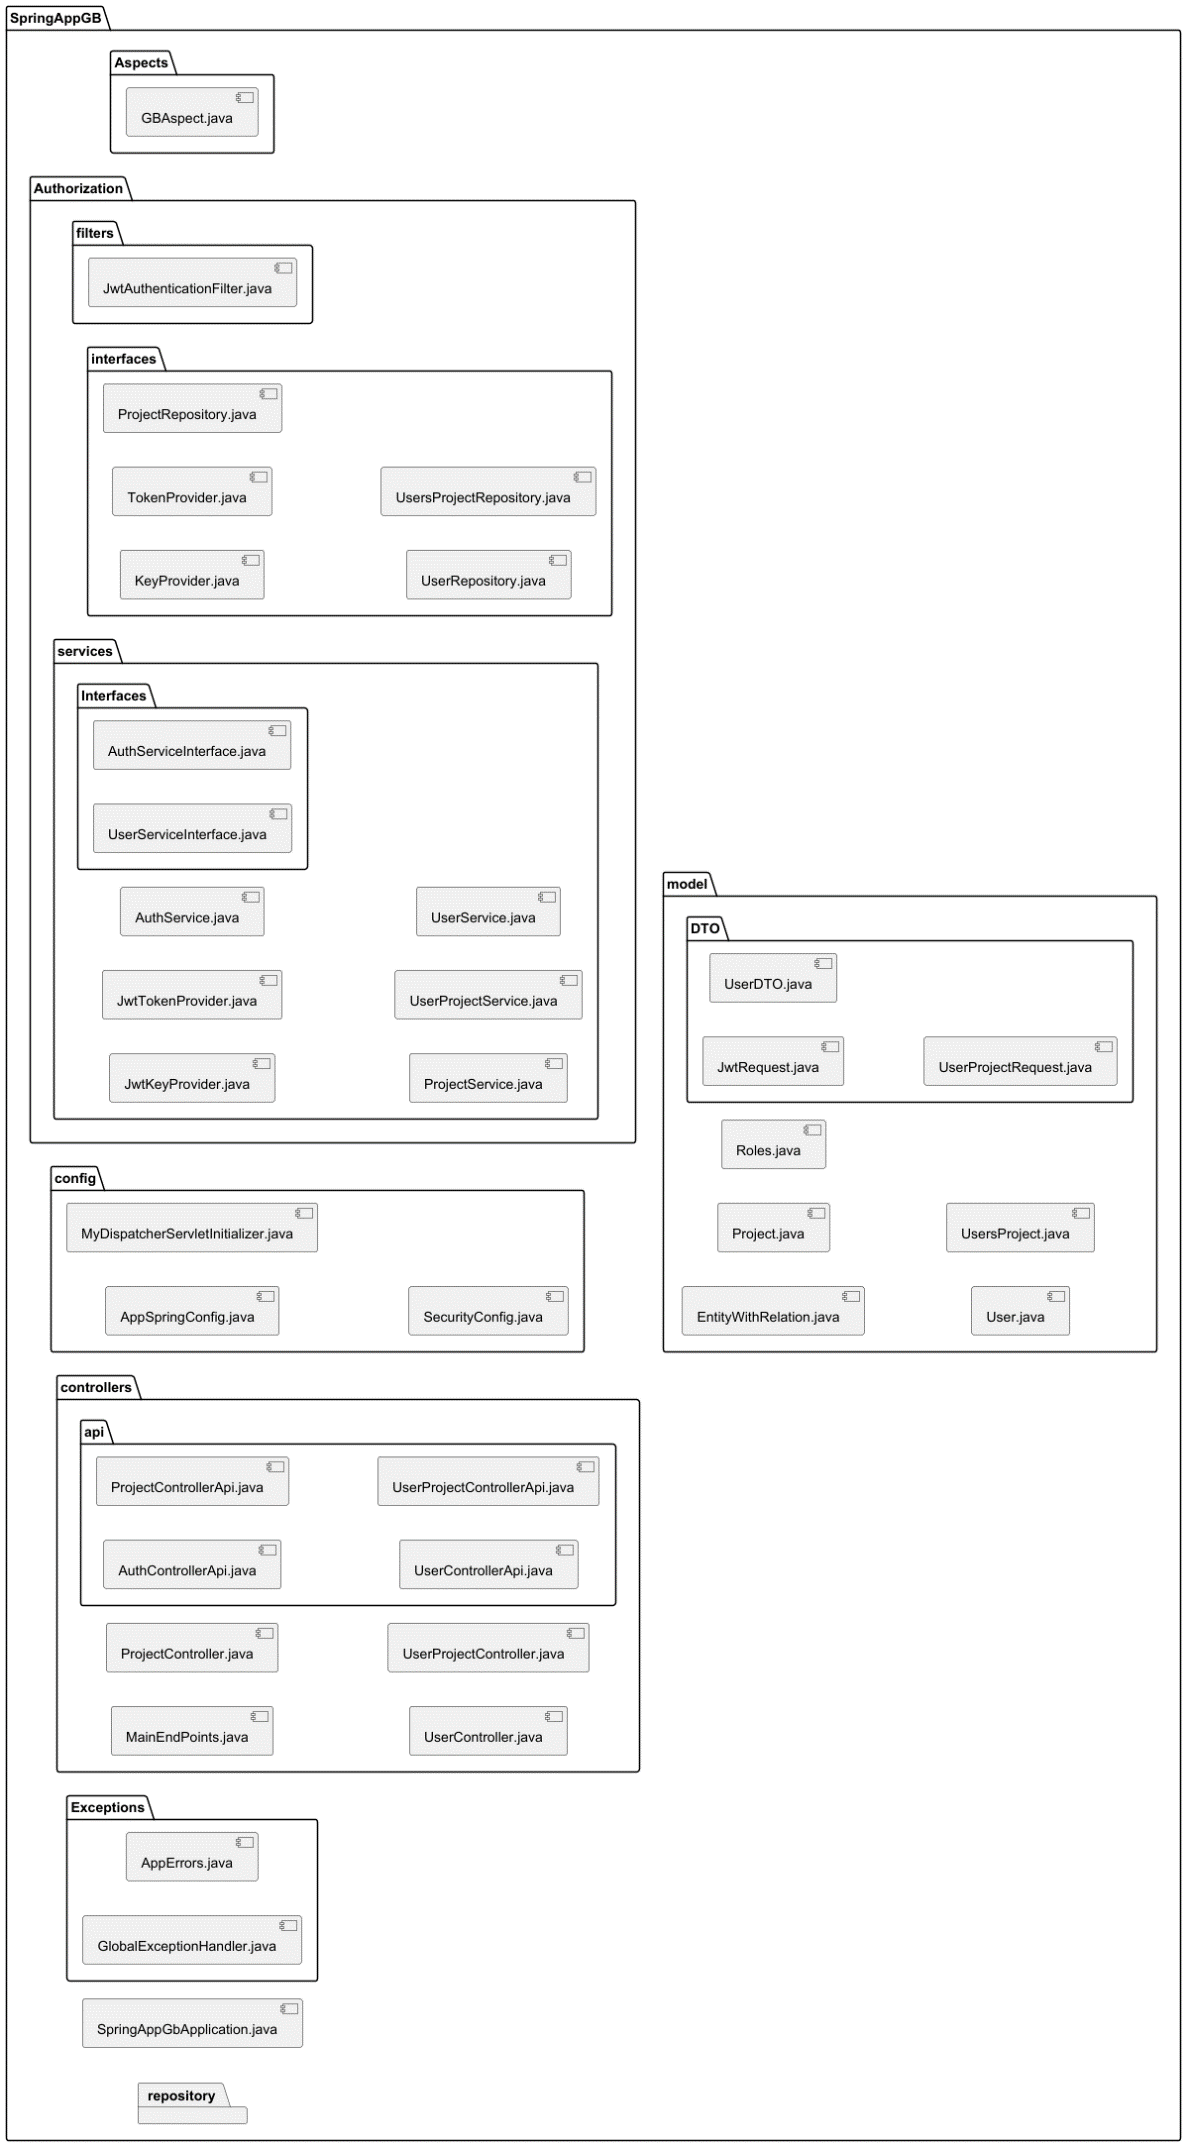 SpringAppGB
Aspects
GBAspect.java
Authorization
filters
JwtAuthenticationFilter.java
interfaces
ProjectRepository.java
TokenProvider.java
UsersProjectRepository.java
KeyProvider.java
UserRepository.java
services
Interfaces
AuthServiceInterface.java
UserServiceInterface.java
AuthService.java
UserService.java
JwtTokenProvider.java
UserProjectService.java
JwtKeyProvider.java
ProjectService.java
model
DTO
UserDTO.java
JwtRequest.java
UserProjectRequest.java
Roles.java
Project.java
UsersProject.java
EntityWithRelation.java
User.java
config
MyDispatcherServletInitializer.java
AppSpringConfig.java
SecurityConfig.java
controllers
api
ProjectControllerApi.java
UserProjectControllerApi.java
AuthControllerApi.java
UserControllerApi.java
ProjectController.java
UserProjectController.java
MainEndPoints.java
UserController.java
Exceptions
AppErrors.java
GlobalExceptionHandler.java
SpringAppGbApplication.java
repository